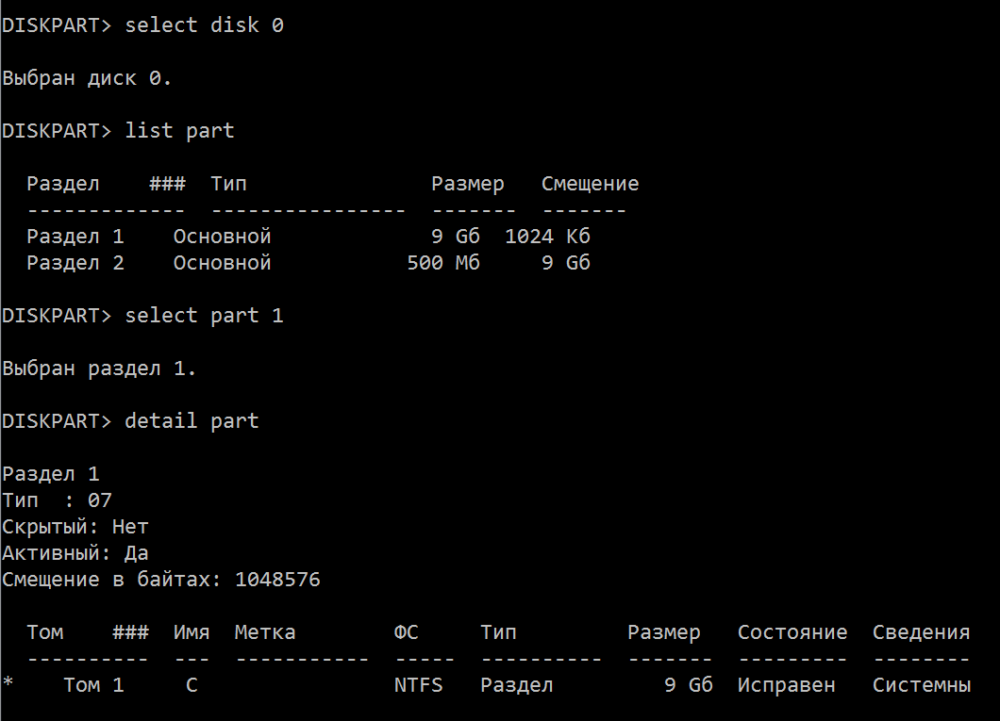 DISKPART> select disk 0
Выбран диск 0.
DISKPART> list part
Раздел    ###  Тип               Размер   Смещение
-------------  ----------------  -------  -------
Раздел 1    Основной             9 Gб  1024 Kб
Раздел 2    Основной           500 Mб     9 Gб
DISKPART> select part 1
Выбран раздел 1.
DISKPART> detail part
Раздел 1
Тип  : 07
Скрытый: Нет
Активный: Да
Смещение в байтах: 1048576
Том    ###  Имя  Метка        ФС     Тип         Размер   Состояние  Сведения
----------  ---  -----------  -----  ----------  -------  ---------  --------
*    Том 1     C                NTFS   Раздел         9 Gб  Исправен   Системны